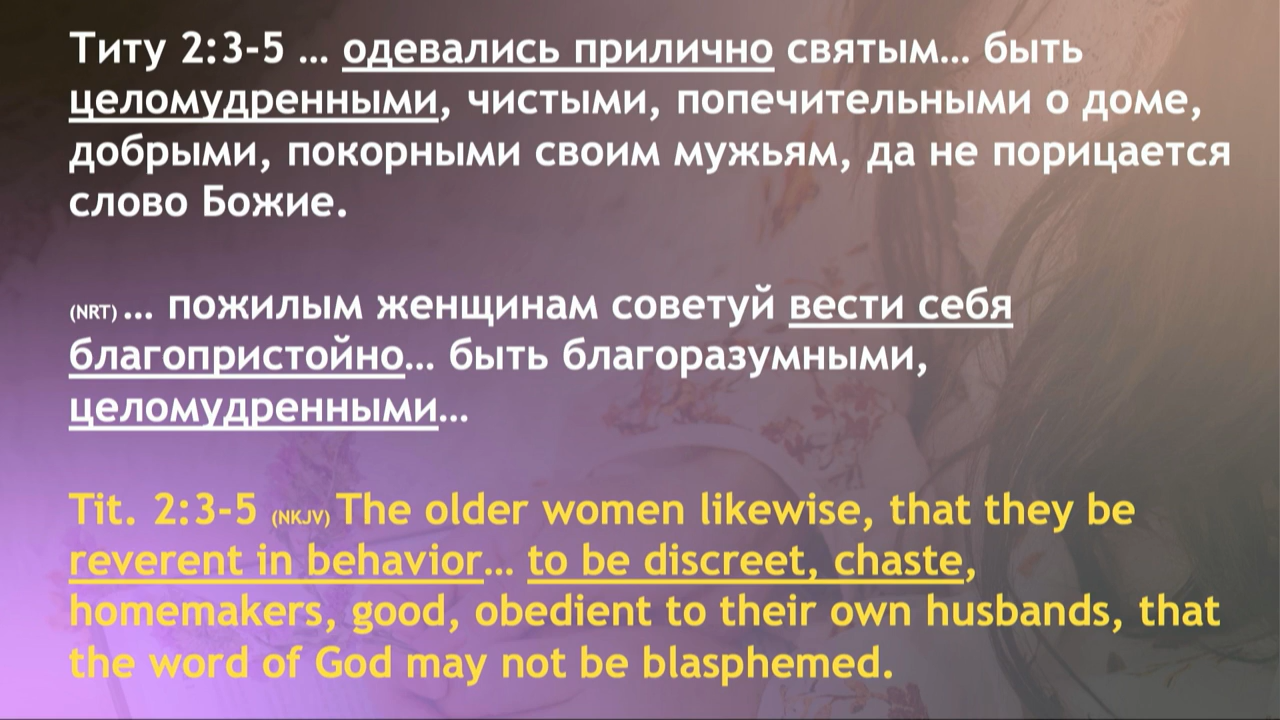 Титу 2:3-5 … одевались прилично святым… быть
целомудренными, чистыми, попечительными о доме,
добрыми, покорными своим мужьям, да не порицается
слово Божие.
(NRT) … пожилым женщинам советуй вести себя
благопристойно… быть благоразумными,
целомудренными…
Tit. 2:3-5 (NKJV) The older women likewise, that they be
reverent in behavior… to be discreet, chaste,
homemakers, good, obedient to their own husbands, that
the word of God may not be blasphemed.